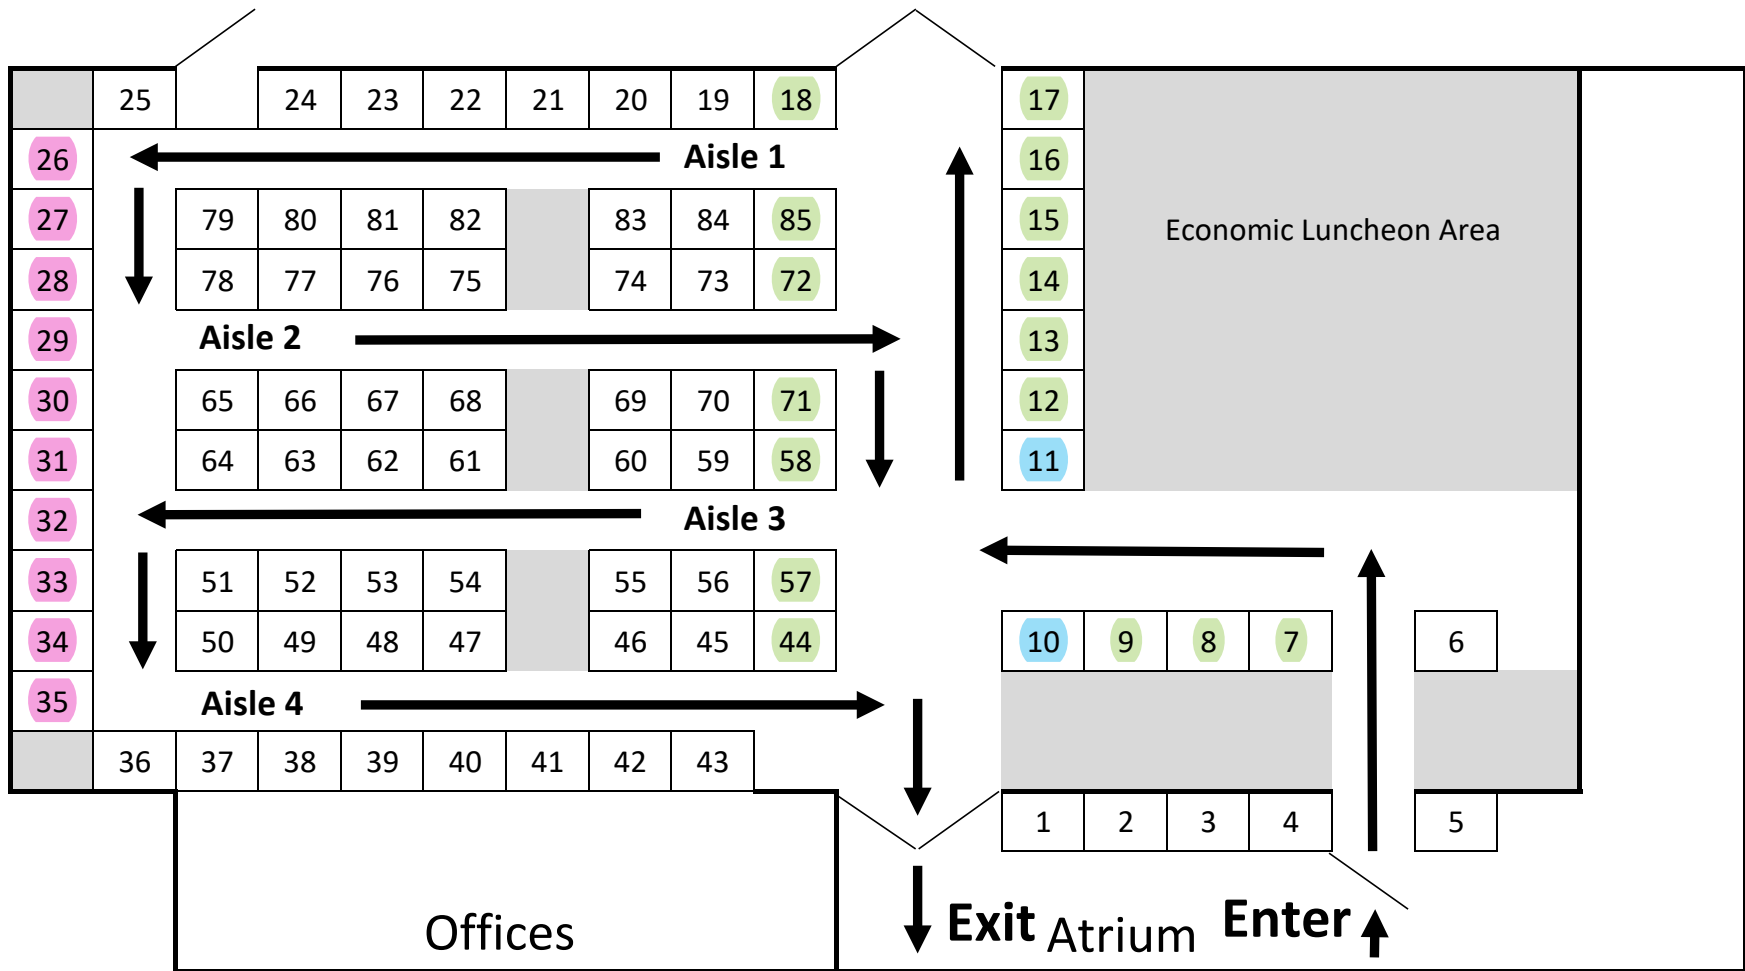 25 24 23 22 21 20 19 18 17
26 Aisle 1 16
27 79 80 81 82 83 84 85 15 Economic Luncheon Area
28 78 77 76 75 74 73 72 14
29 Aisle 2 13
30 65 66 67 68 69 70 71 12
31 64 63 62 61 60 59 58 11
32 Aisle 3
33 51 52 53 54 55 56 57
34 50 49 48 47 46 45 44 10 9 8 7 6
35 Aisle 4
36 37 38 39 40 41 42 43
1 2 3 4 5
Offices Exit Atrium Enter